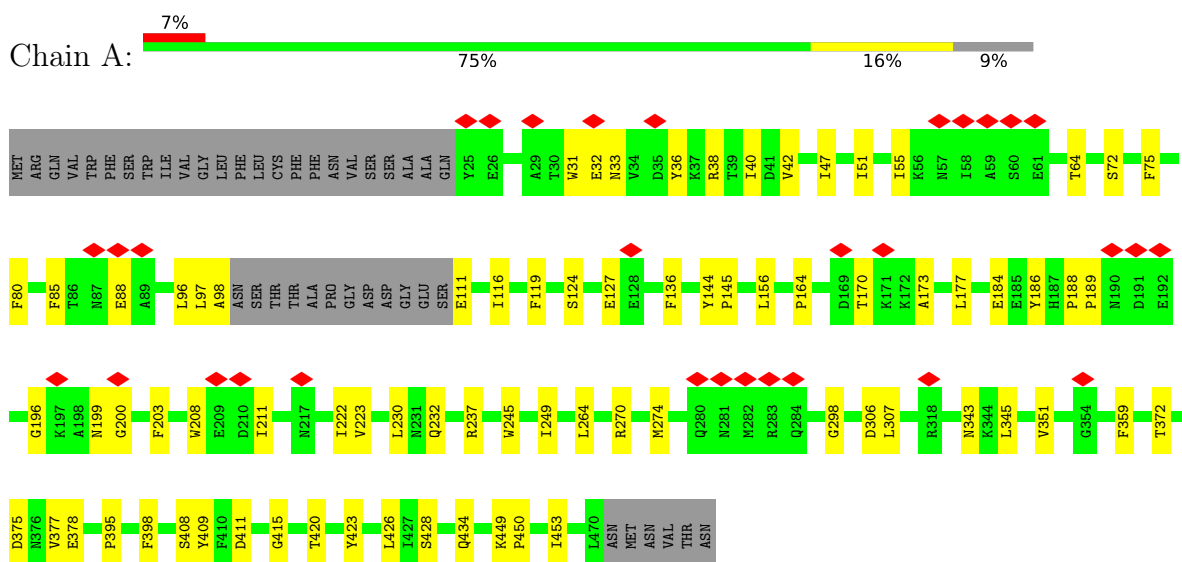 7%
Chain A:
75% 16% 9%
MET ARG GLN VAL TRP PHE SER TRP ILE VAL GLY LEU PHE LEU CYS PHE PHE ASN VAL SER SER ALA ALA GLN Y25 E26 A29 T30 W31 E32 N33 V34 D35 Y36 K37 R38 T39 I40 D41 V42 I47 I51 I55 K56 N57 I58 A59 S60 E61 T64 S72 F75
F80 F85 T86 N87 E88 A89 L96 L97 A98 ASN SER THR THR ALA PRO GLY ASP ASP GLY GLU SER E111 I116 F119 S124 E127 E128 F136 Y144 P145 L156 P164 D169 T170 K171 K172 A173 L177 E184 E185 Y186 H187 P188 P189 N190 D191 E192
G196 K197 A198 N199 G200 F203 W208 E209 D210 I211 N217 I222 V223 L230 N231 Q232 R237 W245 I249 L264 R270 M274 Q280 N281 M282 R283 Q284 G298 D306 L307 R318 N343 K344 L345 V351 G354 F359 T372
D375 N376 V377 E378 P395 F398 S408 Y409 F410 D411 G415 T420 Y423 L426 I427 S428 Q434 K449 P450 I453 L470 ASN MET ASN VAL THR ASN